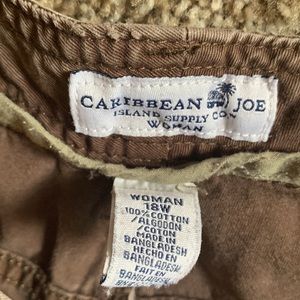 CARIBBEAN JOE
ISLAND SUPPLY CO.
WOMAN
WOMAN
18W
100% COTTON
/ALGODON
/COTON
MADE IN
BANGLADESH
HECHO EN
BANGLADESH
FAIT EN
BANGLADESH